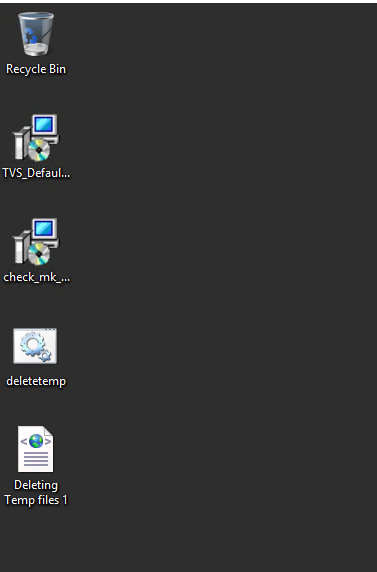 Recycle Bin
TVS_Defaul...
check_mk_...
deletetemp
Deleting
Temp files 1